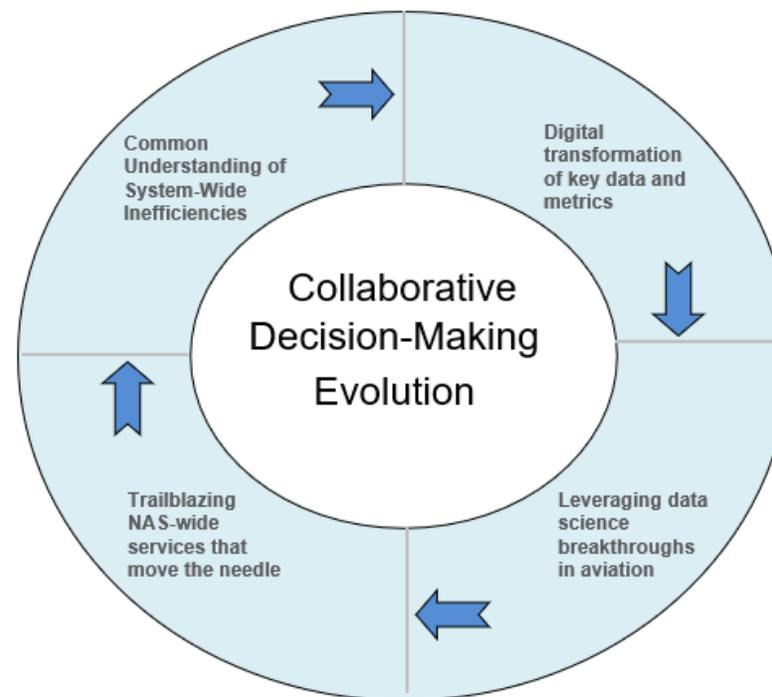 Common
Understanding of
System-Wide
Inefficiencies
Digital
transformation
of key data and
metrics
Collaborative
Decision-Making
Evolution
Trailblazing
NAS-wide
services that
move the needle
Leveraging data
science
breakthroughs
in aviation